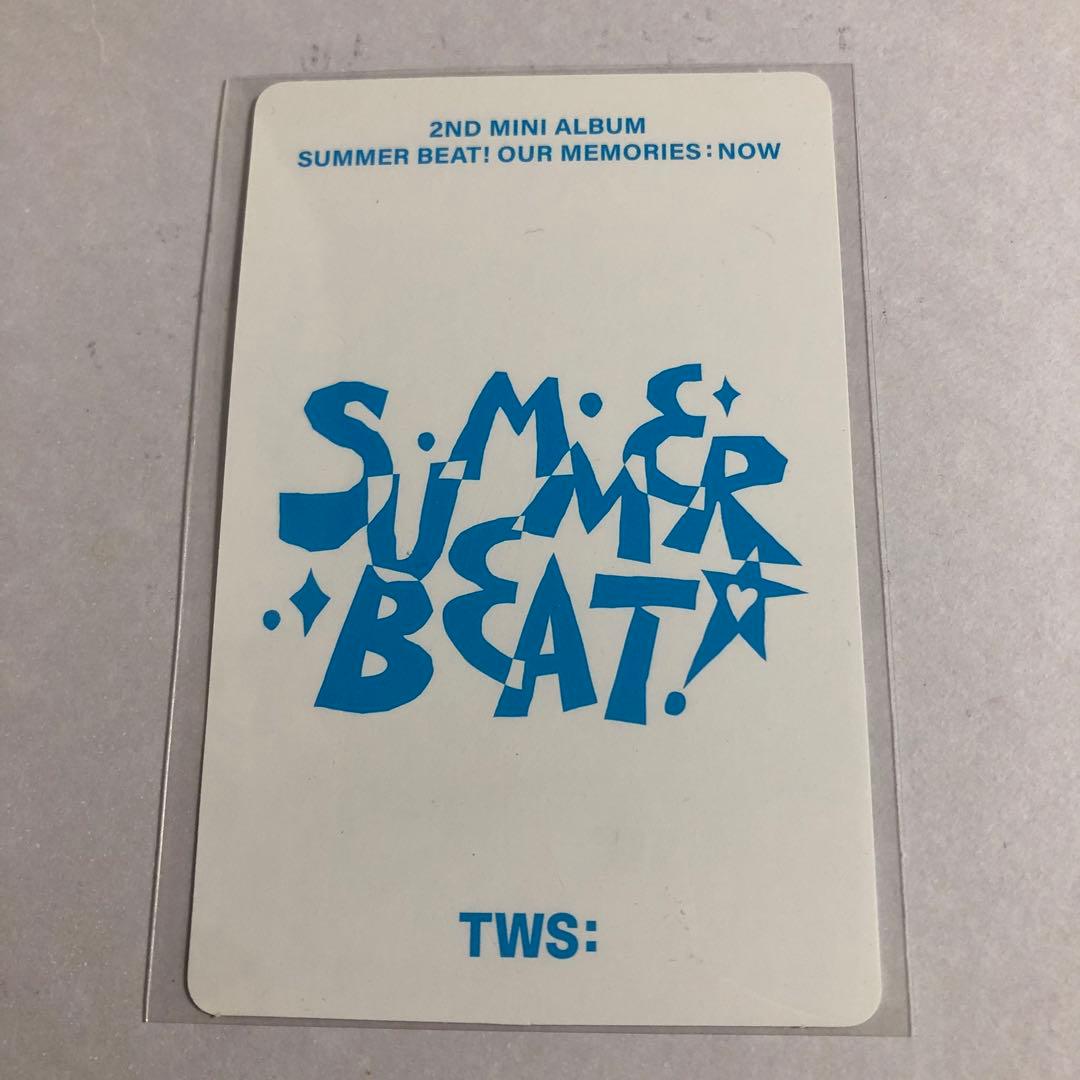 2ND MINI ALBUM
SUMMER BEAT! OUR MEMORIES:NOW
SUMMER
BEAT!
TWS: